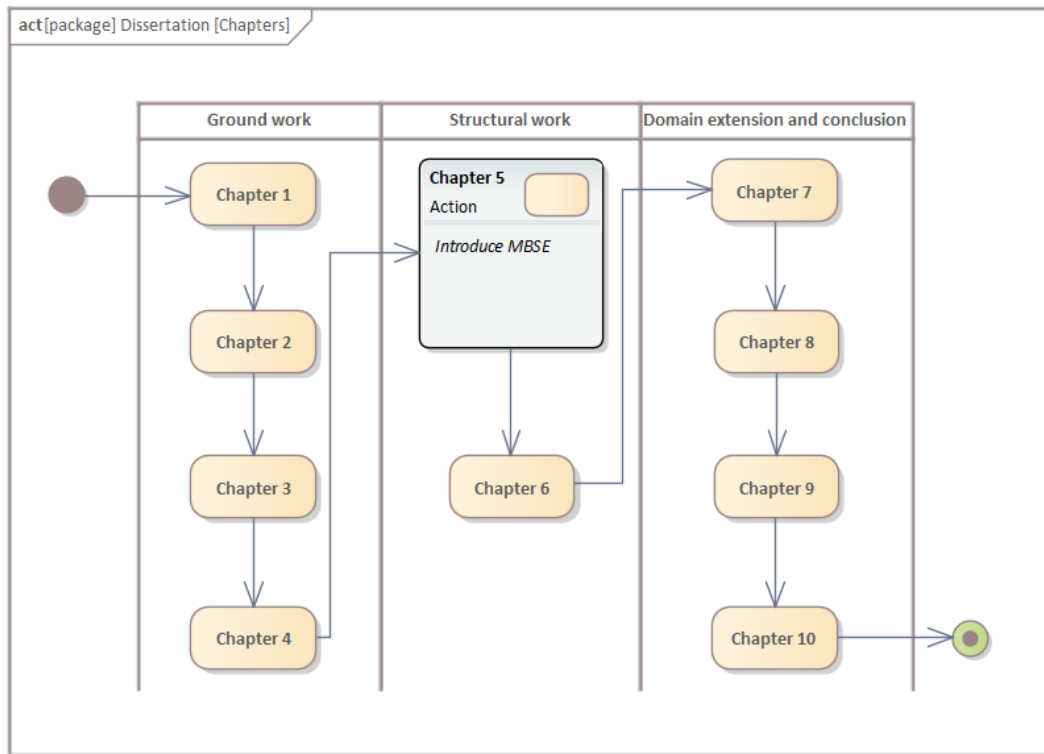 act[package] Dissertation [Chapters]
Ground work
Structural work
Domain extension and conclusion
Chapter 1
Chapter 2
Chapter 3
Chapter 4
Chapter 5
Action
Introduce MBSE
Chapter 6
Chapter 7
Chapter 8
Chapter 9
Chapter 10